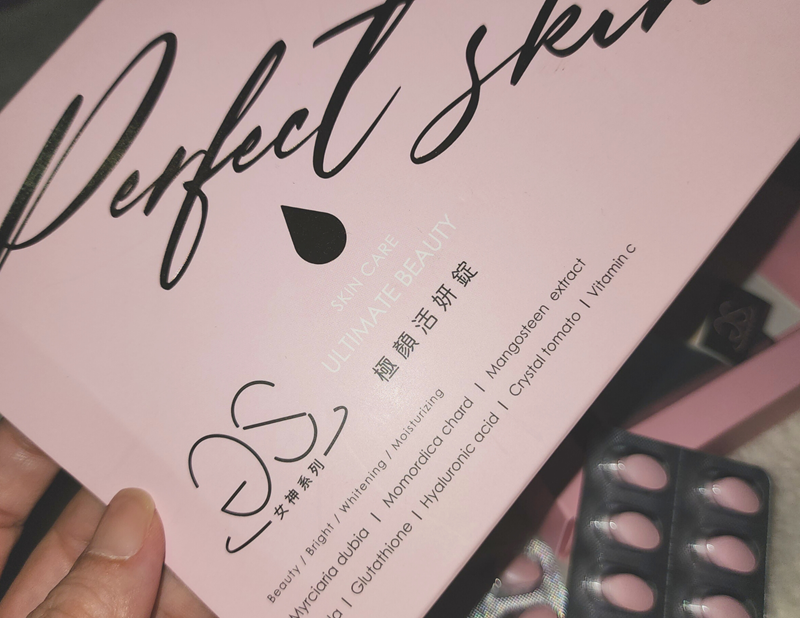 Perfect skin
SKIN CARE
ULTIMATE BEAUTY
極顏活妍錠
GS
女神系列
Beauty / Bright / Whitening / Moisturizing
Myrciaria dubia | Momordica chard | Mangosteen extract
| Glutathione | Hyaluronic acid | Crystal tomato | Vitamin c